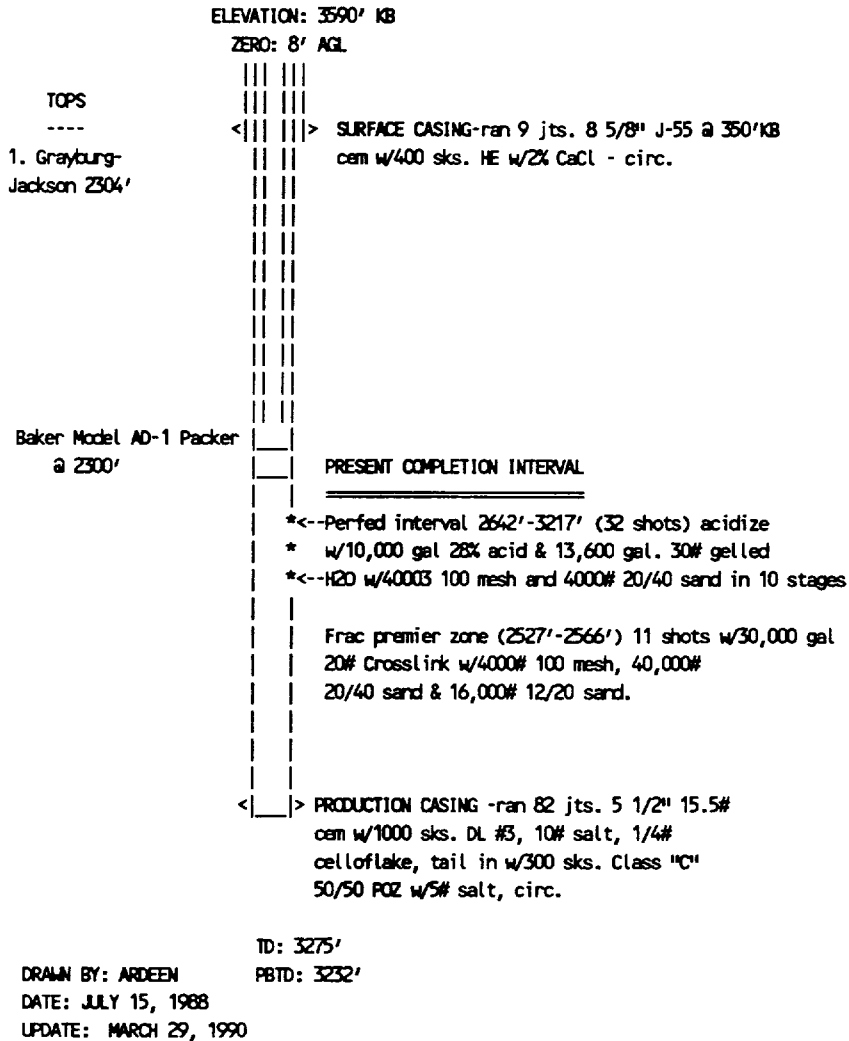 ELEVATION: 3590' KB
ZERO: 8' AGL
TOPS
----
1. Grayburg-
Jackson 2304'
SURFACE CASING-ran 9 jts. 8 5/8" J-55 @ 350'KB
cem w/400 sks. HE w/2% CaCl - circ.
Baker Model AD-1 Packer
@ 2300'
PRESENT COMPLETION INTERVAL
*<--Perfed interval 2642'-3217' (32 shots) acidize
* w/10,000 gal 28% acid & 13,600 gal. 30# gelled
*<--H2O w/40003 100 mesh and 4000# 20/40 sand in 10 stages
Frac premier zone (2527'-2566') 11 shots w/30,000 gal
20# Crosslink w/4000# 100 mesh, 40,000#
20/40 sand & 16,000# 12/20 sand.
PRODUCTION CASING -ran 82 jts. 5 1/2" 15.5#
cem w/1000 sks. DL #3, 10# salt, 1/4#
celloflake, tail in w/300 sks. Class "C"
50/50 POZ w/5# salt, circ.
TD: 3275'
DRAWN BY: ARDEEN PBTD: 3232'
DATE: JULY 15, 1988
UPDATE: MARCH 29, 1990